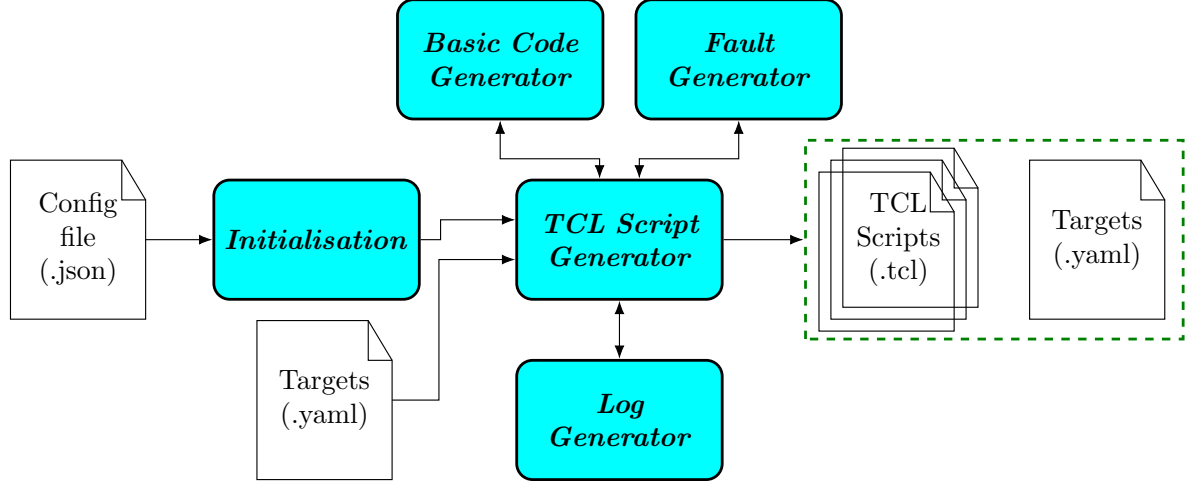 Basic Code
Generator
Fault
Generator
Config
file
(.json)
Initialisation
TCL Script
Generator
TCL
Scripts
(.tcl)
Targets
(.yaml)
Targets
(.yaml)
Log
Generator